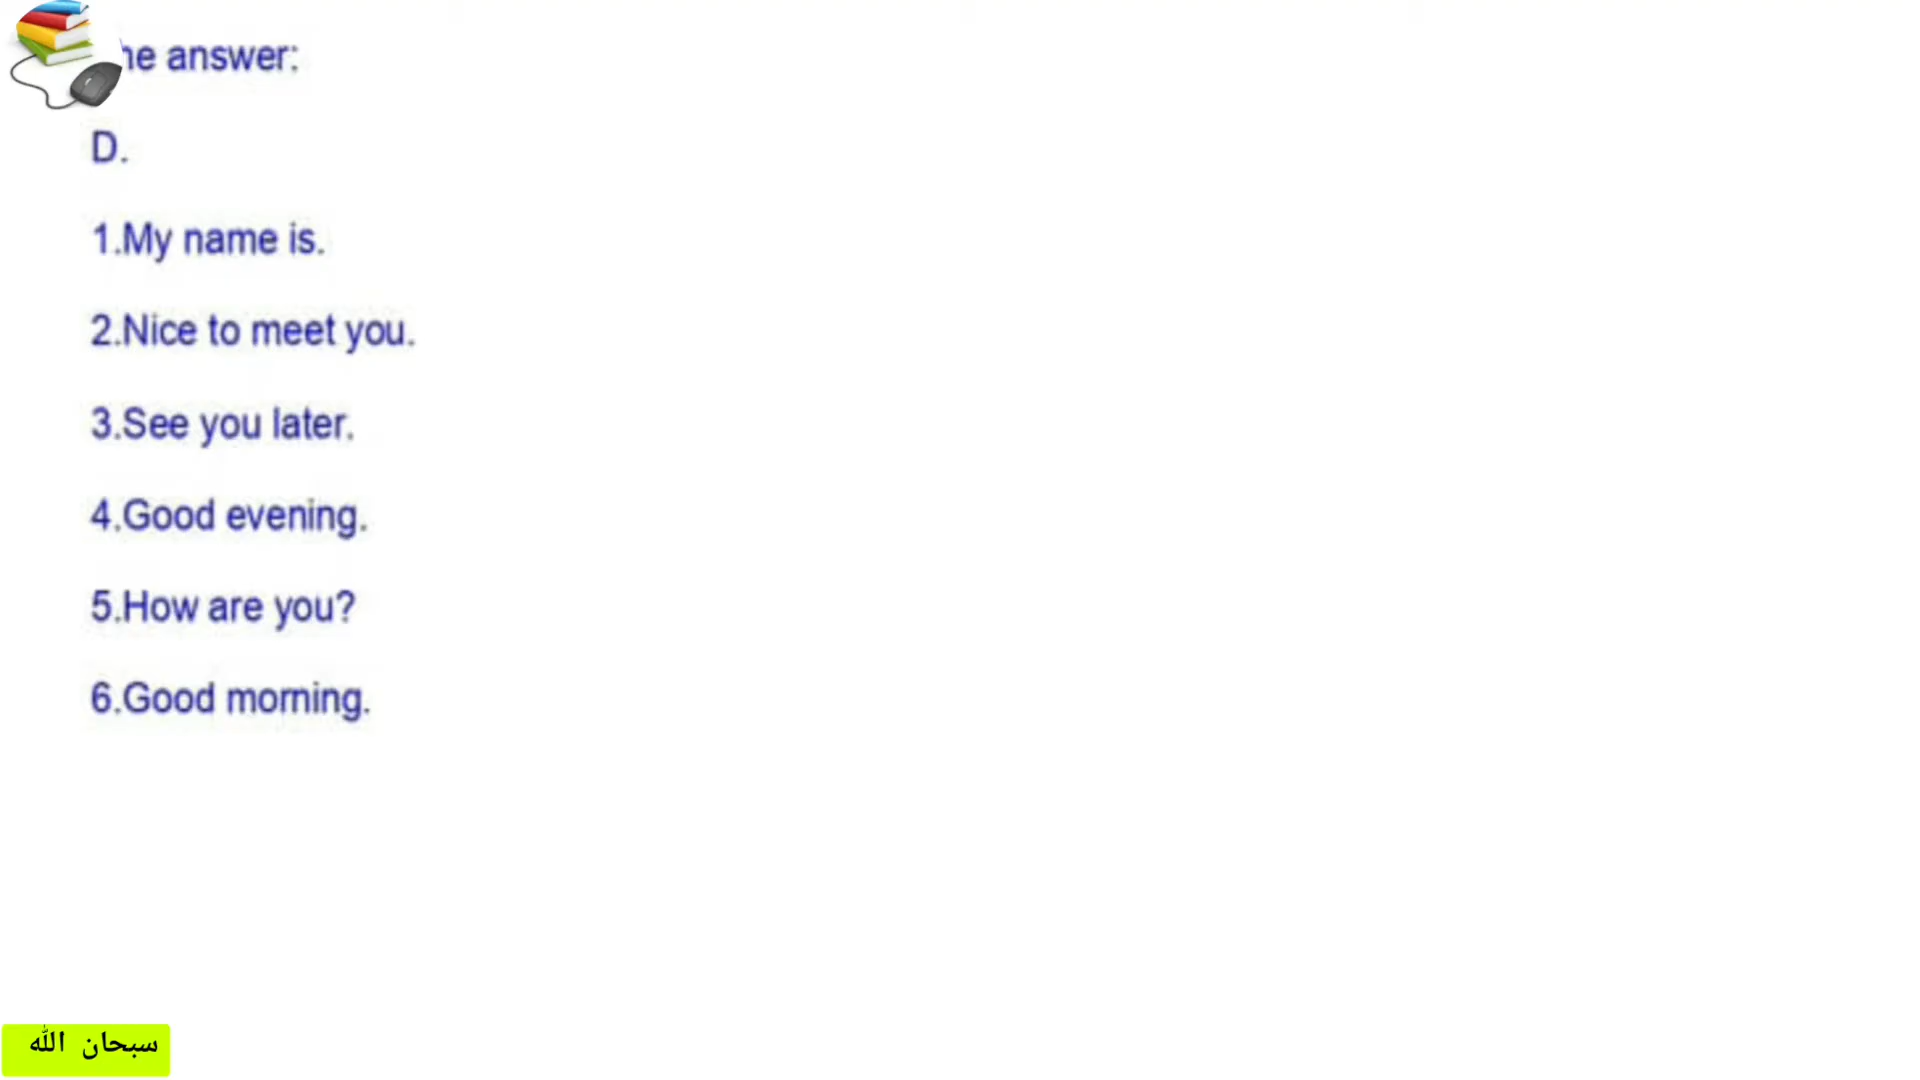 he answer:
D.
1.My name is.
2.Nice to meet you.
3.See you later.
4.Good evening.
5.How are you?
6.Good morning.
سبحان الله